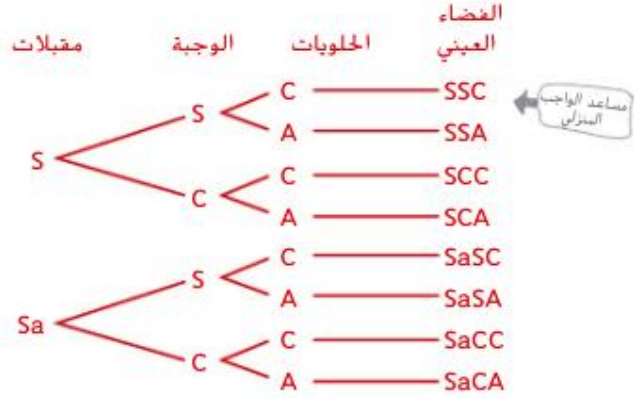 الفضاء
العيني
الحلويات
الوجبة
مقبلات
C
SSC
S
A
SSA
مساعد الواجب
المنزلي
S
C
SCC
C
A
SCA
C
SaSC
S
A
SaSA
Sa
C
SaCC
C
A
SaCA